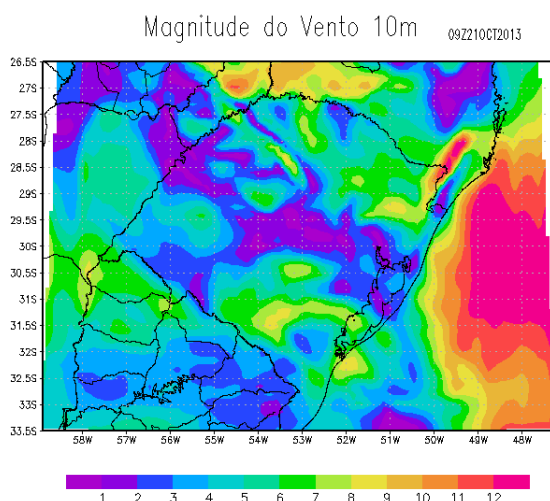 Magnitude do Vento 10m 09Z21OCT2013
26.5S
27S
27.5S
28S
28.5S
29S
29.5S
30S
30.5S
31S
31.5S
32S
32.5S
33S
33.5S
58W 57W 56W 55W 54W 53W 52W 51W 50W 49W 48W
1 2 3 4 5 6 7 8 9 10 11 12